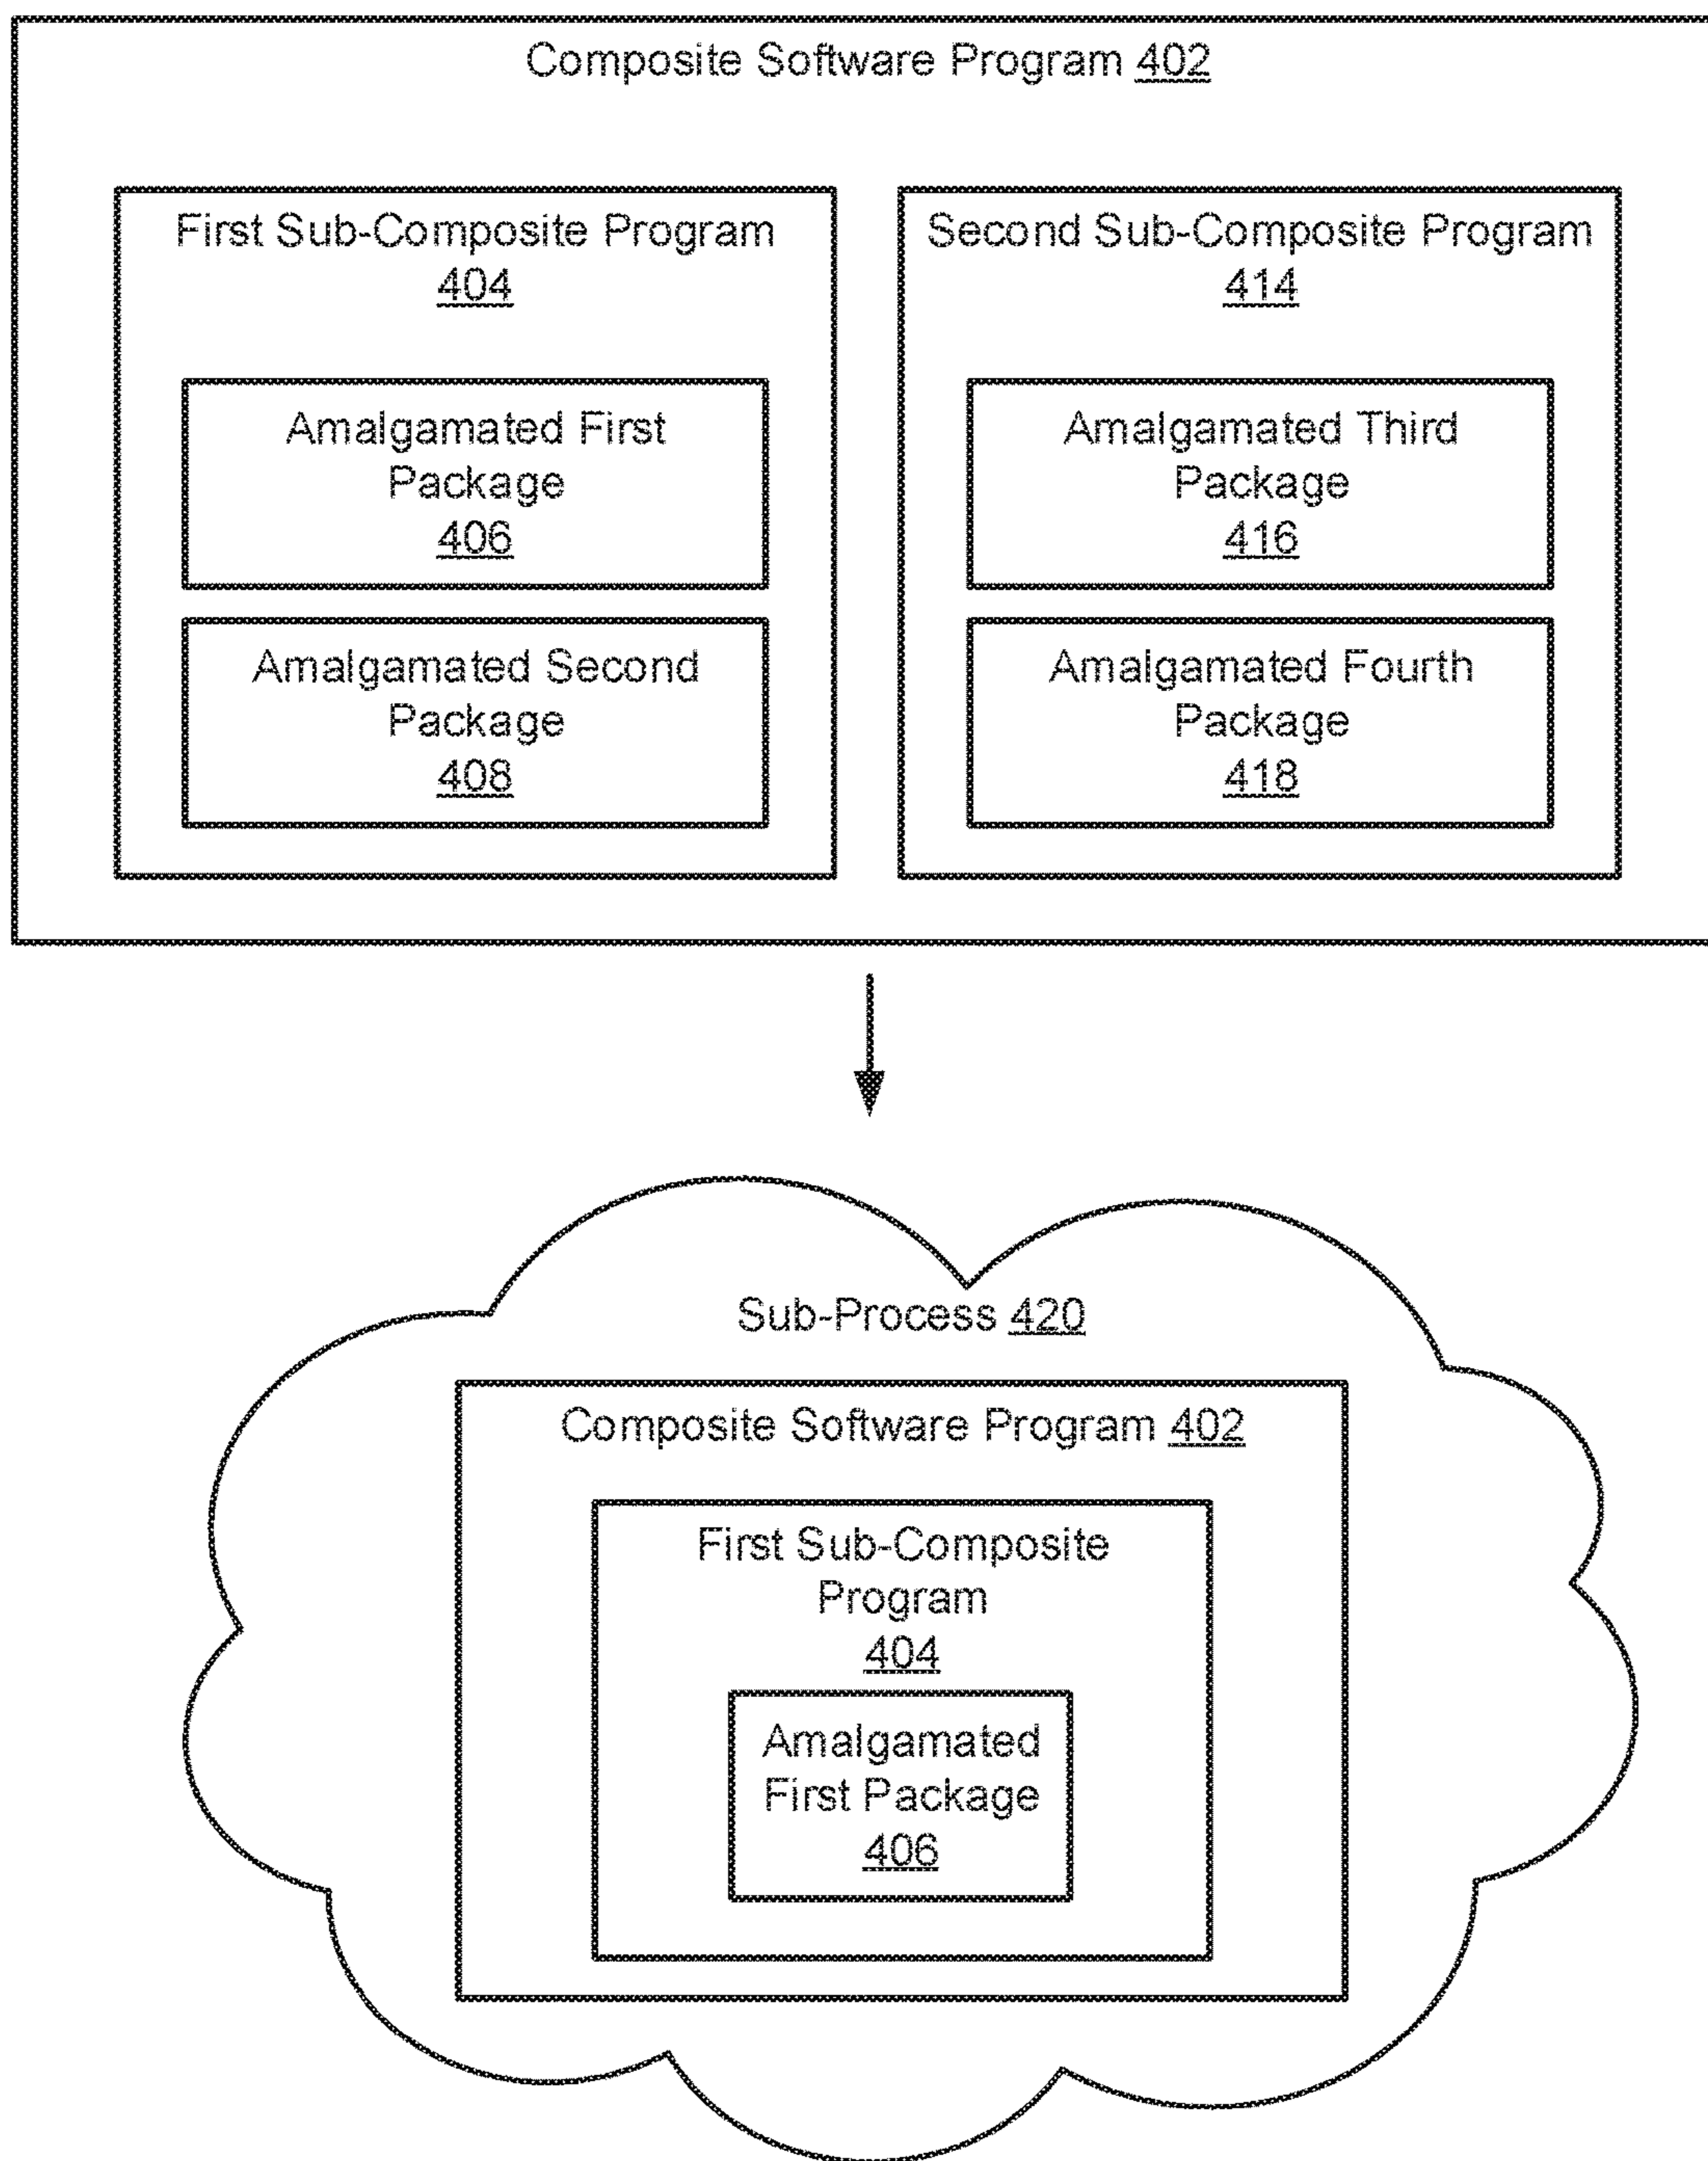 Composite Software Program 402
First Sub-Composite Program
404
Amalgamated First
Package
406
Amalgamated Second
Package
408
Second Sub-Composite Program
414
Amalgamated Third
Package
416
Amalgamated Fourth
Package
418
Sub-Process 420
Composite Software Program 402
First Sub-Composite
Program
404
Amalgamated
First Package
406